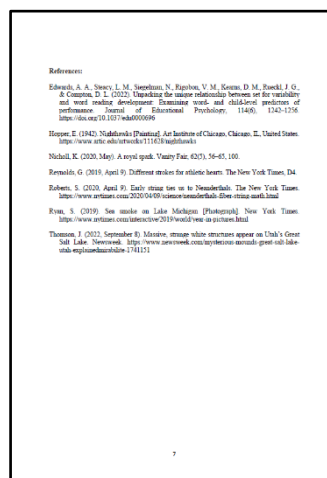 References:
Edwards, A. A., Steacy, L. M., Siegelman, N., Rigobon, V. M., Kearns, D. M., Rueckl, J. G.,
& Compton, D. L. (2022). Unpacking the unique relationship between set for variability
and word reading development: Examining word- and child-level predictors of
performance. Journal of Educational Psychology, 114(6), 1242–1256.
https://doi.org/10.1037/edu0000696
Hopper, E. (1942). Nighthawks [Painting]. Art Institute of Chicago, Chicago, IL, United States.
https://www.artic.edu/artworks/111628/nighthawks
Nicholl, K. (2020, May). A royal spark. Vanity Fair, 62(5), 56–65, 100.
Reynolds, G. (2019, April 9). Different strokes for athletic hearts. The New York Times, D4.
Roberts, S. (2020, April 9). Early string ties us to Neanderthals. The New York Times.
https://www.nytimes.com/2020/04/09/science/neanderthals-fiber-string-math.html
Ryan, S. (2019) Sea smoke on Lake Michigan [Photograph]. New York Times.
https://www.nytimes.com/interactive/2019/world/year-in-pictures.html
Thomson, J. (2022, September 8). Massive, strange white structures appear on Utah's Great
Salt Lake. Newsweek. https://www.newsweek.com/mysterious-mounds-great-salt-lake-
utah-explainedmirabilite-1741151
7